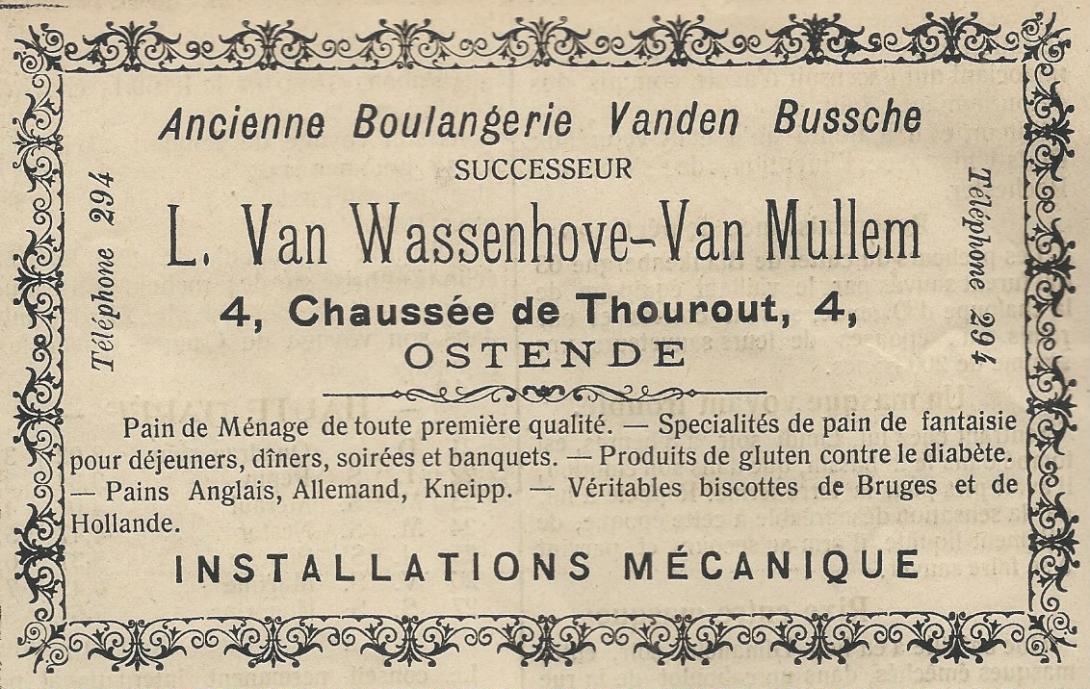 Ancienne Boulangerie Vanden Bussche
SUCCESSEUR
L. Van Wassenhove-Van Mullem
4, Chaussée de Thourout, 4,
OSTENDE
Téléphone 294
Téléphone 294
Pain de Ménage de toute première qualité. — Specialités de pain de fantaisie
pour déjeuners, dîners, soirées et banquets. — Produits de gluten contre le diabète.
— Pains Anglais, Allemand, Kneipp. — Véritables biscottes de Bruges et de
Hollande.
INSTALLATIONS MÉCANIQUE